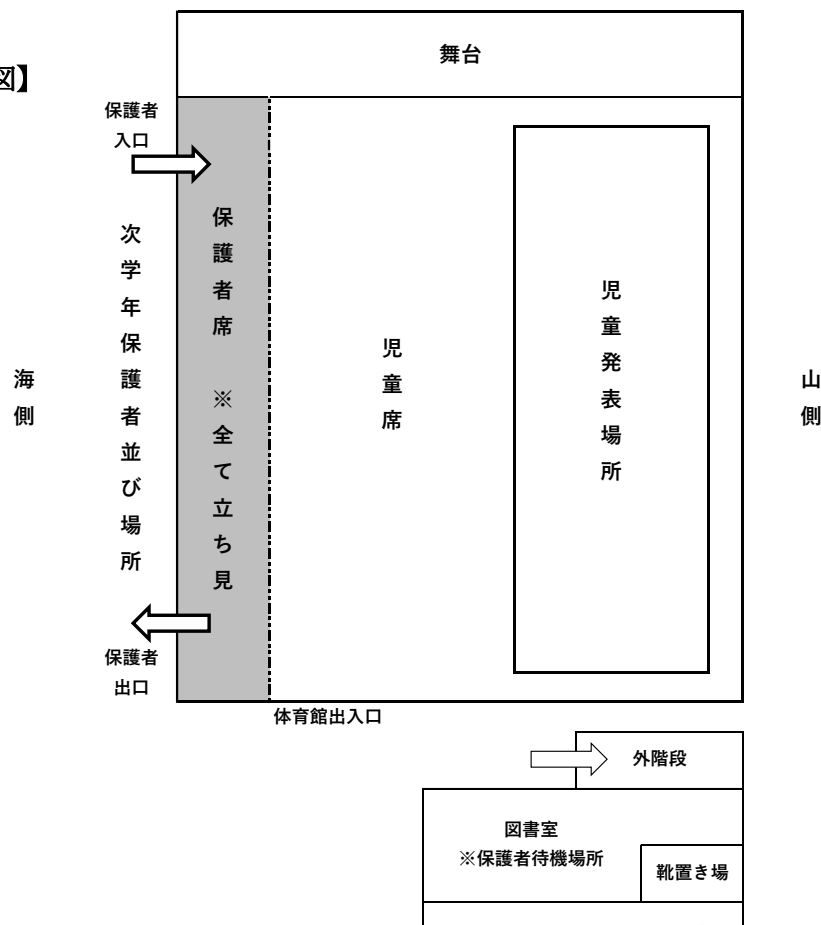 舞台
図】
保護者
入口
次学年保護者並び場所
保護者席　※全て立ち見
児童席
児童発表場所
海側
山側
保護者
出口
体育館出入口
外階段
図書室
※保護者待機場所
靴置き場